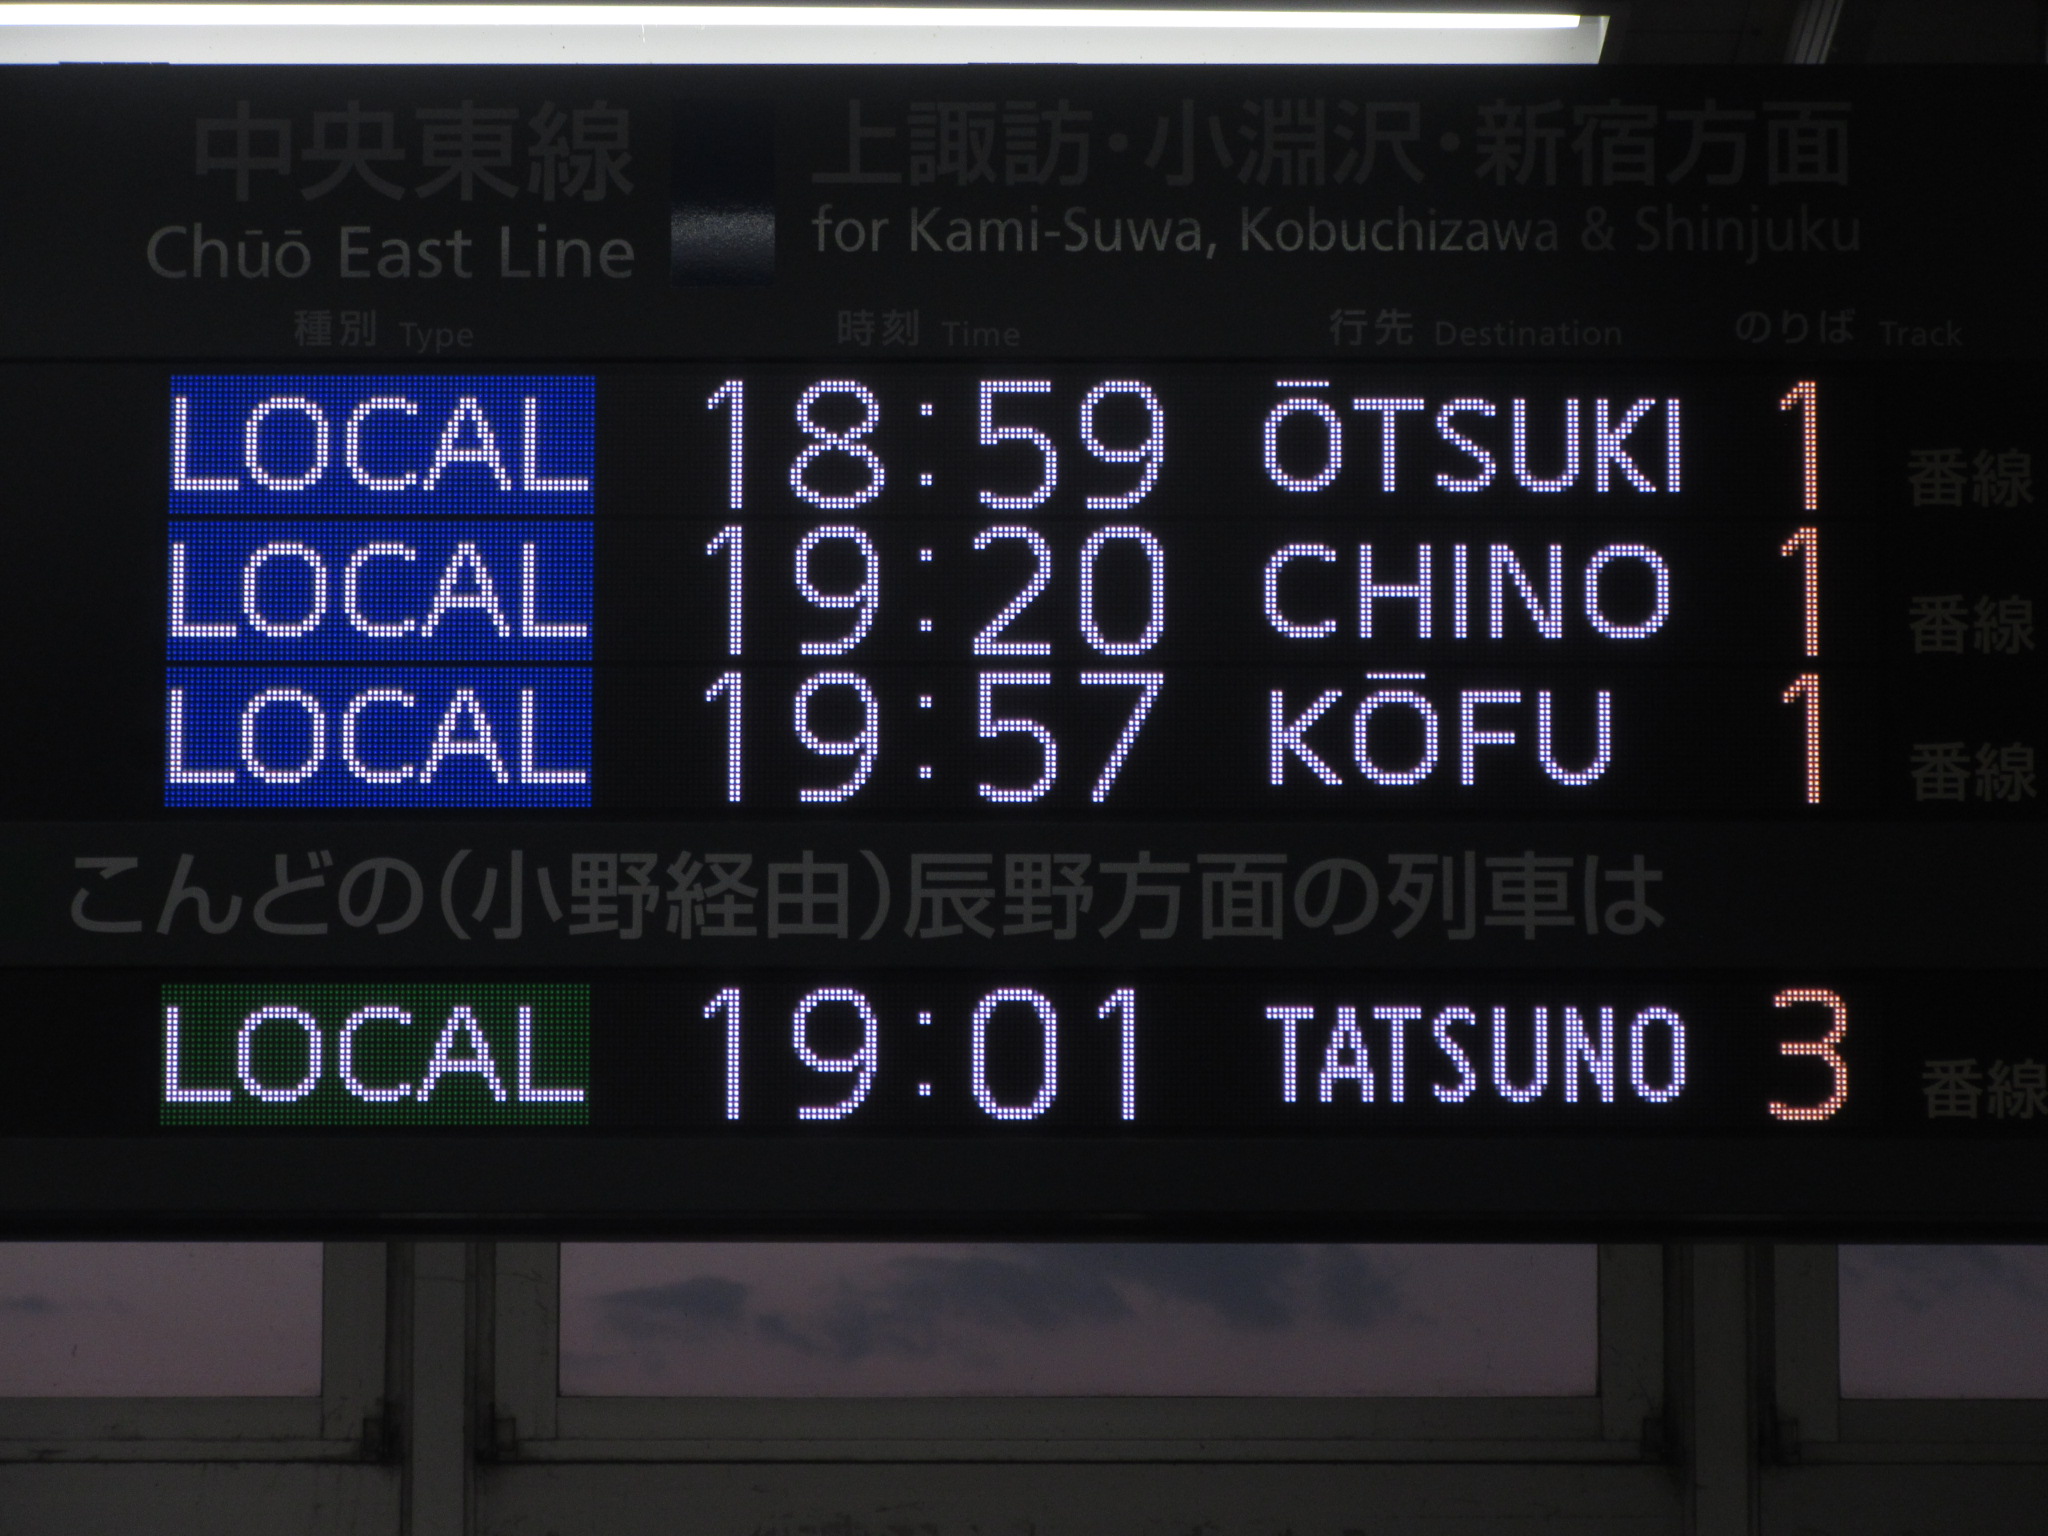 中央東線 上諏訪・小淵沢・新宿方面
Chūō East Line for Kami-Suwa, Kobuchizawa & Shinjuku
種別 Type 時刻 Time 行先 Destination のりば Track
LOCAL 18:59 ŌTSUKI 1 番線
LOCAL 19:20 CHINO 1 番線
LOCAL 19:57 KŌFU 1 番線
こんどの(小野経由)辰野方面の列車は
LOCAL 19:01 TATSUNO 3 番線